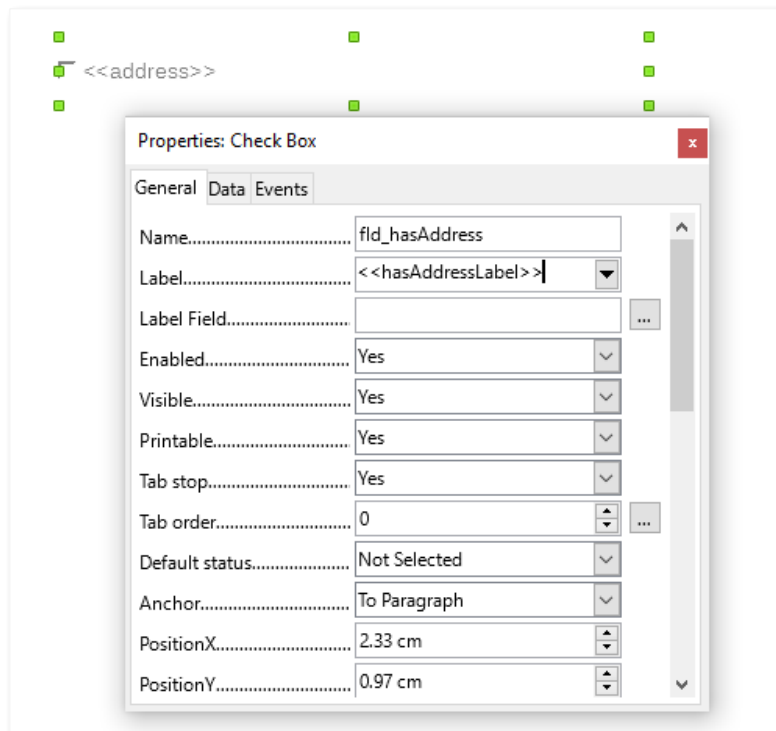 <<address>>
Properties: Check Box
x
General Data Events
Name.................................. fld_hasAddress
Label................................... <<hasAddressLabel>>
Label Field.......................... ...
Enabled............................... Yes
Visible................................. Yes
Printable............................. Yes
Tab stop.............................. Yes
Tab order............................ 0 ...
Default status..................... Not Selected
Anchor................................ To Paragraph
PositionX............................ 2.33 cm
PositionY............................ 0.97 cm